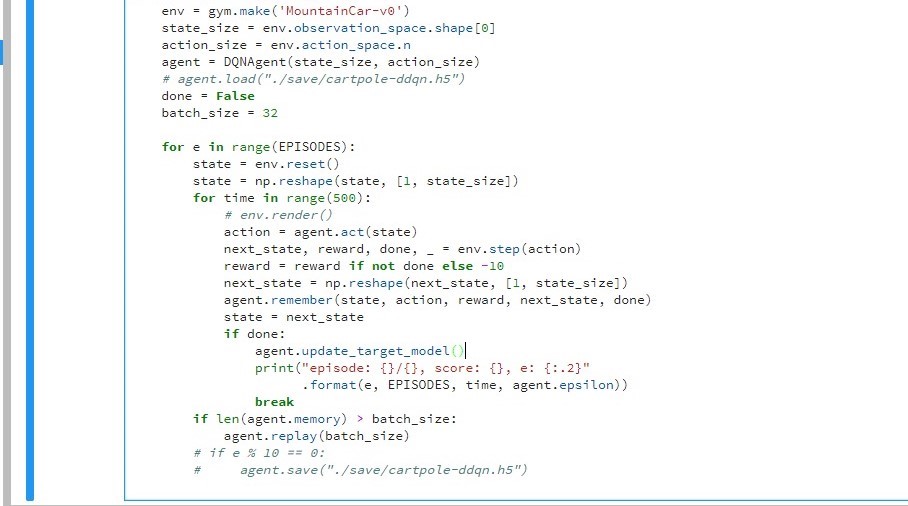 env = gym.make('MountainCar-v0')
state_size = env.observation_space.shape[0]
action_size = env.action_space.n
agent = DQNAgent(state_size, action_size)
# agent.load("./save/cartpole-ddqn.h5")
done = False
batch_size = 32

for e in range(EPISODES):
    state = env.reset()
    state = np.reshape(state, [1, state_size])
    for time in range(500):
        # env.render()
        action = agent.act(state)
        next_state, reward, done, _ = env.step(action)
        reward = reward if not done else -10
        next_state = np.reshape(next_state, [1, state_size])
        agent.remember(state, action, reward, next_state, done)
        state = next_state
        if done:
            agent.update_target_model()
            print("episode: {}/{}, score: {}, e: {:.2}"
                  .format(e, EPISODES, time, agent.epsilon))
            break
    if len(agent.memory) > batch_size:
        agent.replay(batch_size)
    # if e % 10 == 0:
    #     agent.save("./save/cartpole-ddqn.h5")